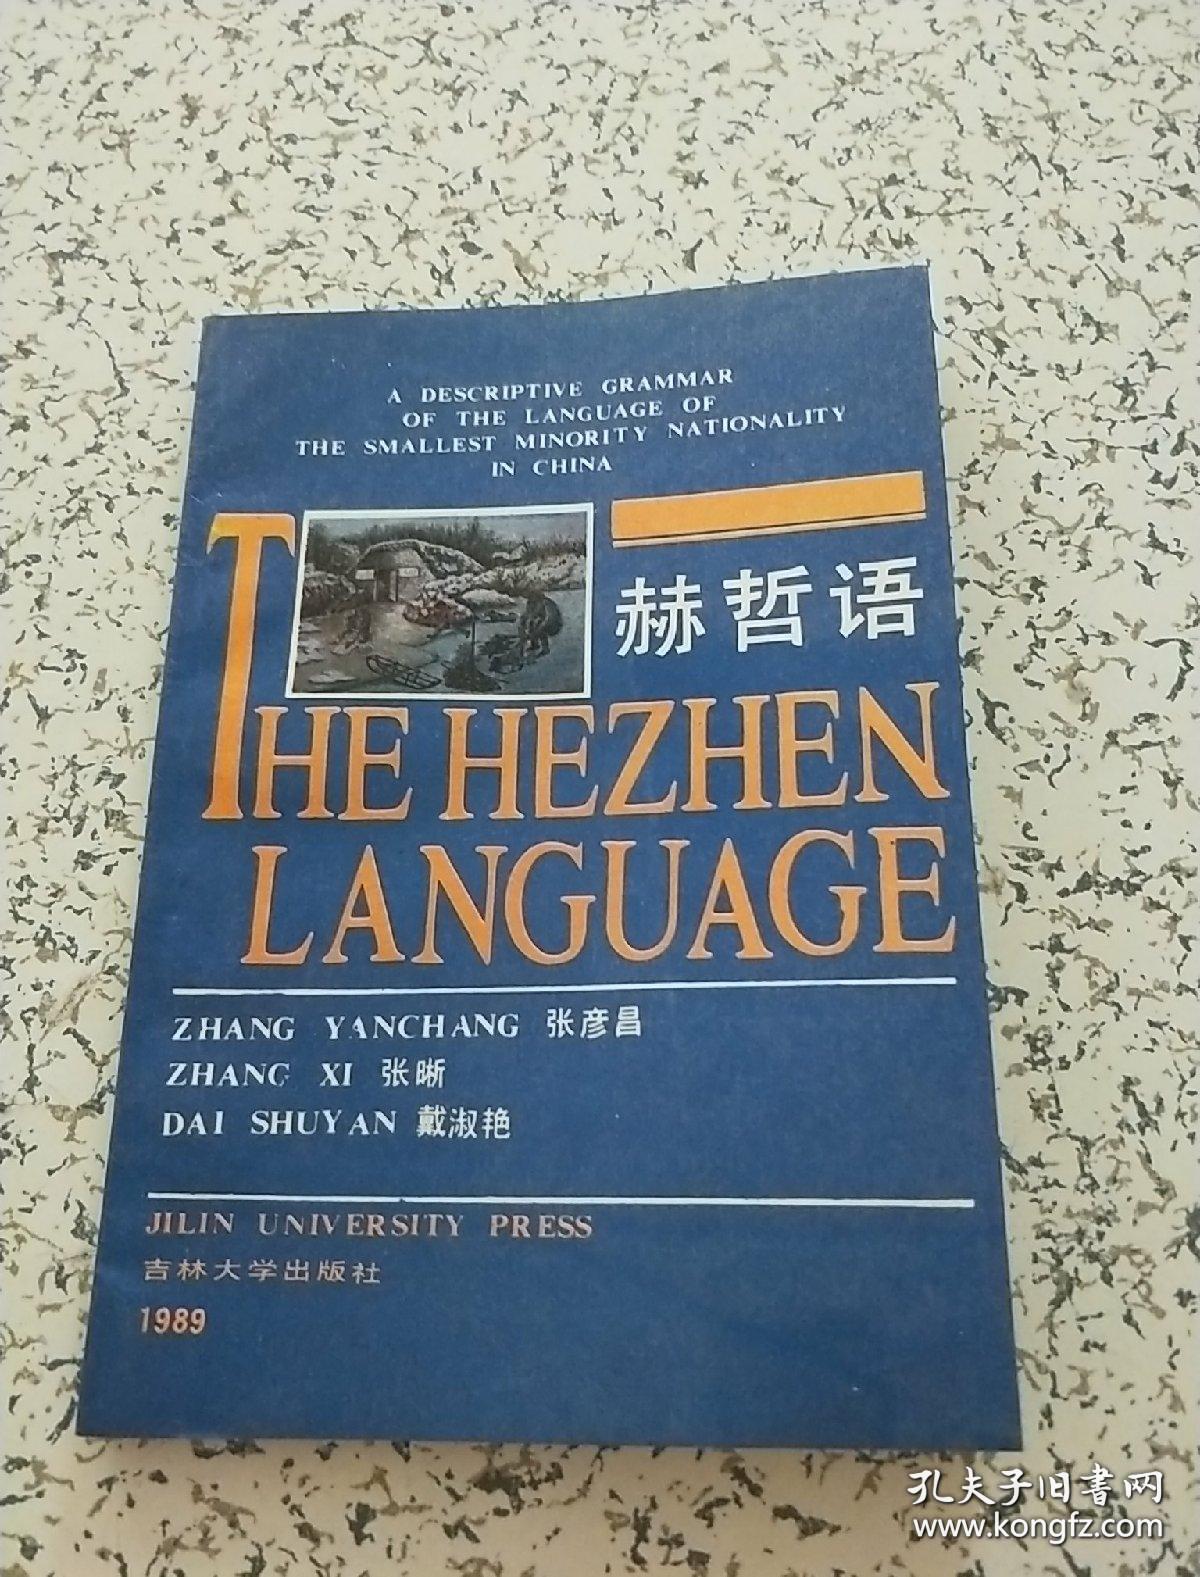 A DESCRIPTIVE GRAMMAR
OF THE LANGUAGE OF
THE SMALLEST MINORITY NATIONALITY
IN CHINA
赫哲语
THE HEZHEN
LANGUAGE
ZHANG YANCHANG 张彦昌
ZHANG XI 张晰
DAI SHUYAN 戴淑艳
JILIN UNIVERSITY PRESS
吉林大学出版社
1989
孔夫子旧書网
www.kongfz.com